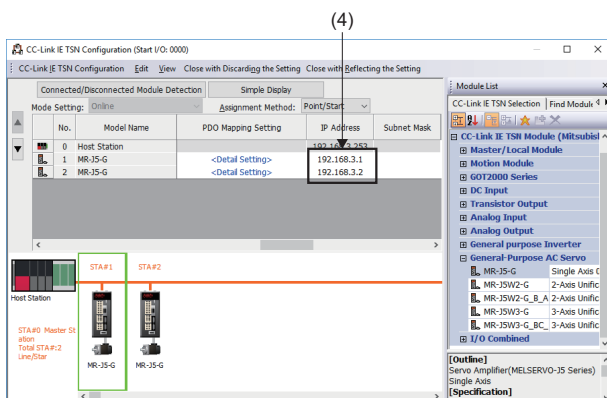 (4)
CC-Link IE TSN Configuration (Start I/O: 0000)
CC-Link IE TSN Configuration Edit View Close with Discarding the Setting Close with Reflecting the Setting
Connected/Disconnected Module Detection Simple Display
Mode Setting: Online Assignment Method: Point/Start
No. Model Name PDO Mapping Setting IP Address Subnet Mask
0 Host Station 192.168.3.253
1 MR-J5-G <Detail Setting> 192.168.3.1
2 MR-J5-G <Detail Setting> 192.168.3.2
STA#1 STA#2
Host Station
STA#0 Master St
ation
Total STA#:2
Line/Star
MR-J5-G MR-J5-G
Module List
CC-Link IE TSN Selection Find Module
CC-Link IE TSN Module (Mitsubish
Master/Local Module
Motion Module
GOT2000 Series
DC Input
Transistor Output
Analog Input
Analog Output
General purpose Inverter
General-Purpose AC Servo
MR-J5-G Single Axis
MR-J5W2-G 2-Axis Unific
MR-J5W2-G_B_A 2-Axis Unific
MR-J5W3-G 3-Axis Unific
MR-J5W3-G_BC_ 3-Axis Unific
I/O Combined
[Outline]
Servo Amplifier(MELSERVO-J5 Series)
Single Axis
[Specification]